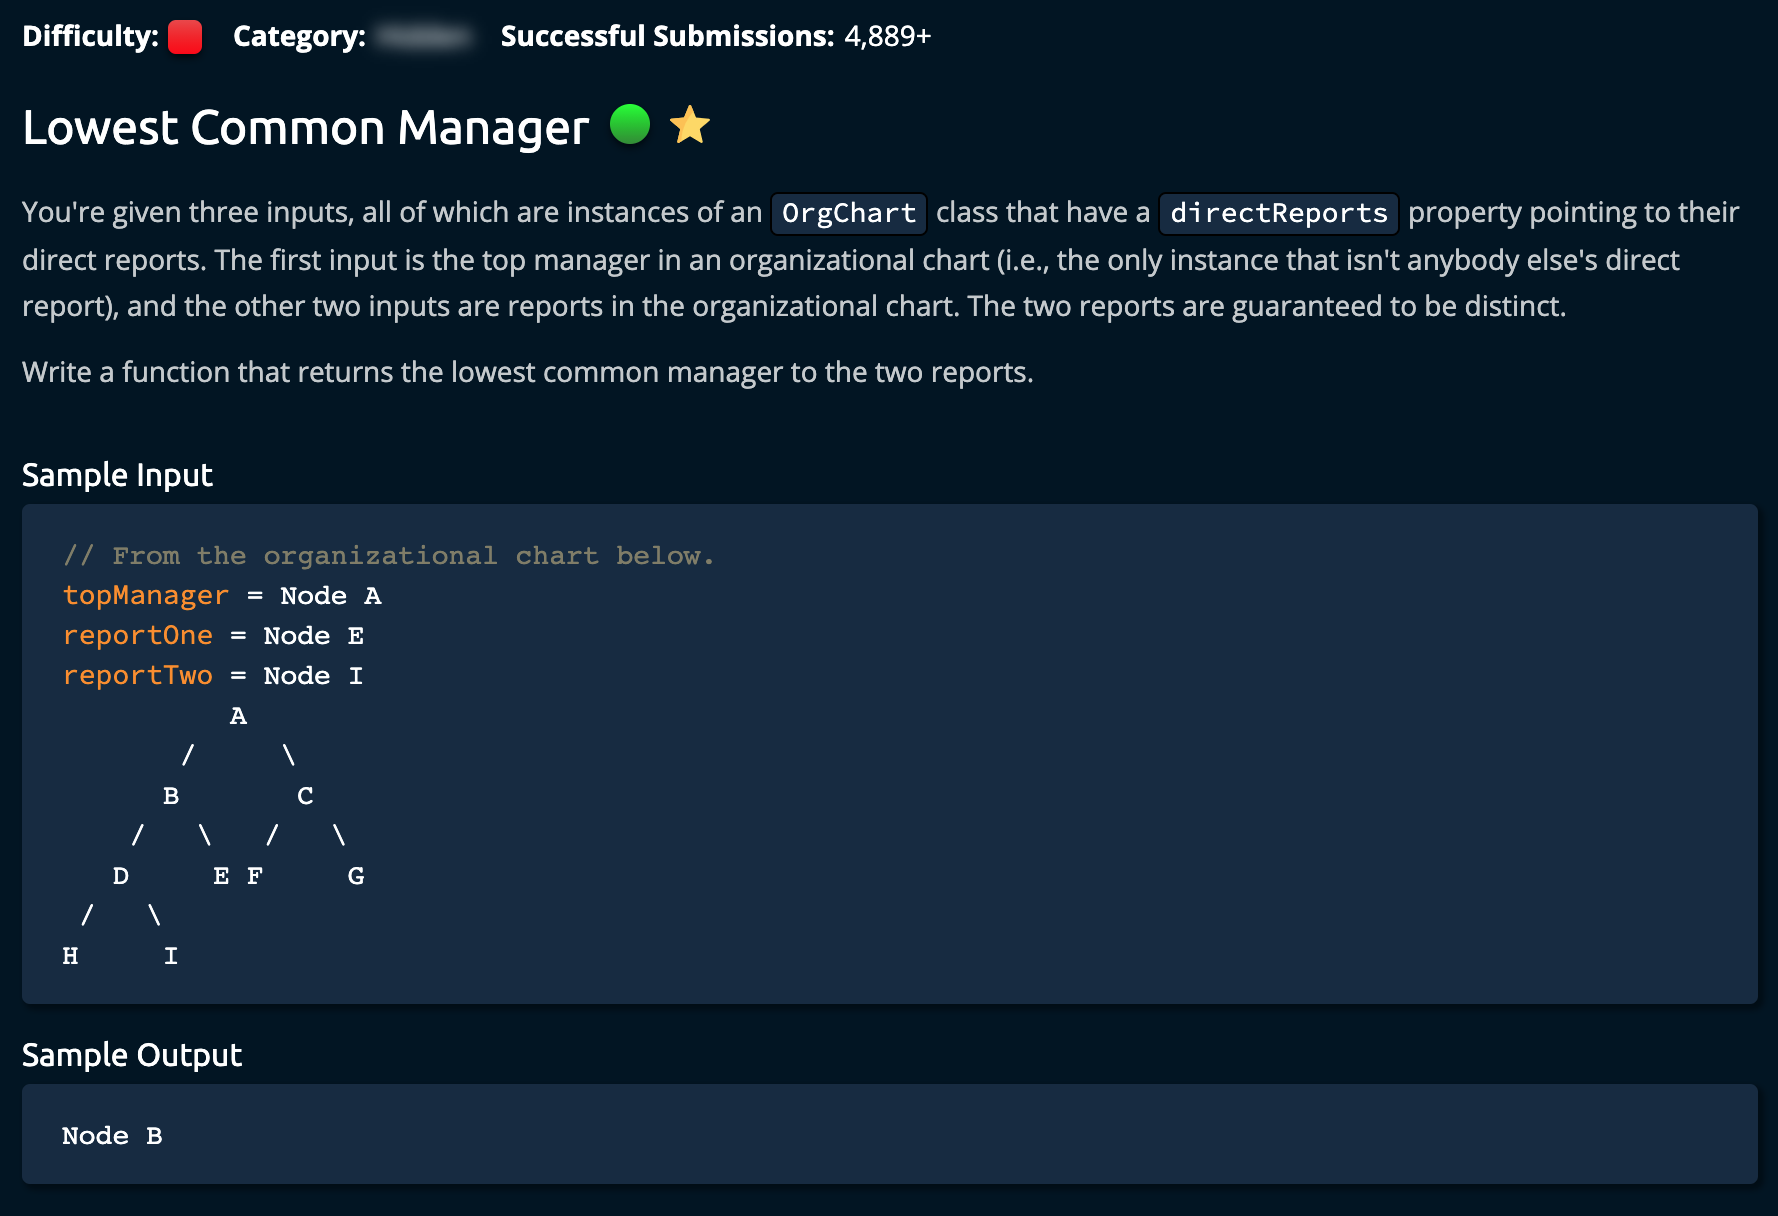 Difficulty: Category: Successful Submissions: 4,889+
Lowest Common Manager
You're given three inputs, all of which are instances of an OrgChart class that have a directReports property pointing to their
direct reports. The first input is the top manager in an organizational chart (i.e., the only instance that isn't anybody else's direct
report), and the other two inputs are reports in the organizational chart. The two reports are guaranteed to be distinct.
Write a function that returns the lowest common manager to the two reports.
Sample Input
// From the organizational chart below.
topManager = Node A
reportOne = Node E
reportTwo = Node I
          A
       /     \
      B       C
    /   \   /   \
   D     E F     G
 /   \
H     I
Sample Output
Node B